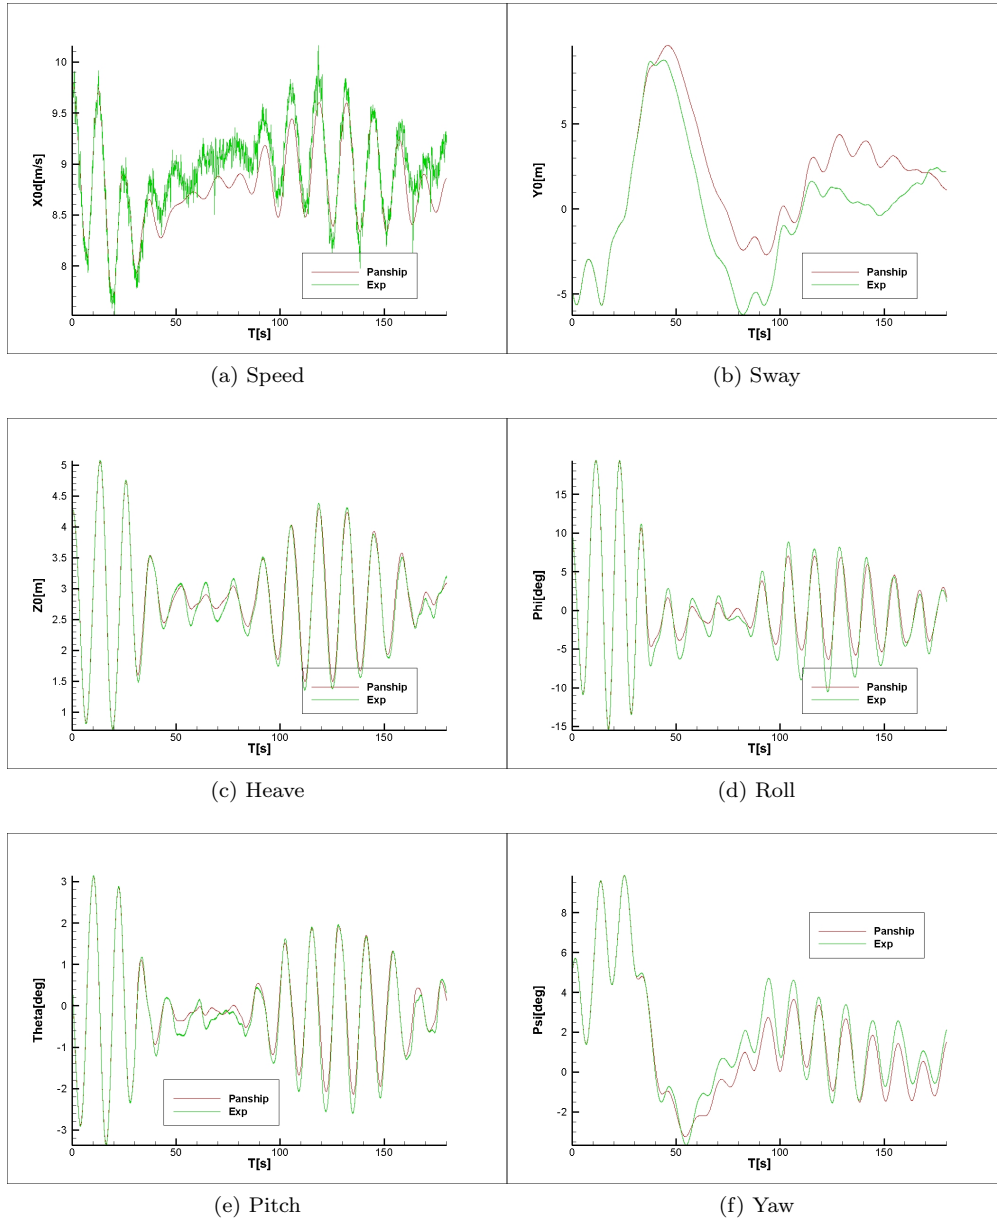 X0d[m/s]
10
9.5
9
8.5
8
0
50
100
150
T[s]
Panship
Exp
(a) Speed
Y0[m]
5
0
-5
0
50
100
150
T[s]
Panship
Exp
(b) Sway
Z0[m]
5
4.5
4
3.5
3
2.5
2
1.5
1
0
50
100
150
T[s]
Panship
Exp
(c) Heave
Phi[deg]
15
10
5
0
-5
-10
-15
0
50
100
150
T[s]
Panship
Exp
(d) Roll
Theta[deg]
3
2
1
0
-1
-2
-3
0
50
100
150
T[s]
Panship
Exp
(e) Pitch
Psi[deg]
8
6
4
2
0
-2
0
50
100
150
T[s]
Panship
Exp
(f) Yaw